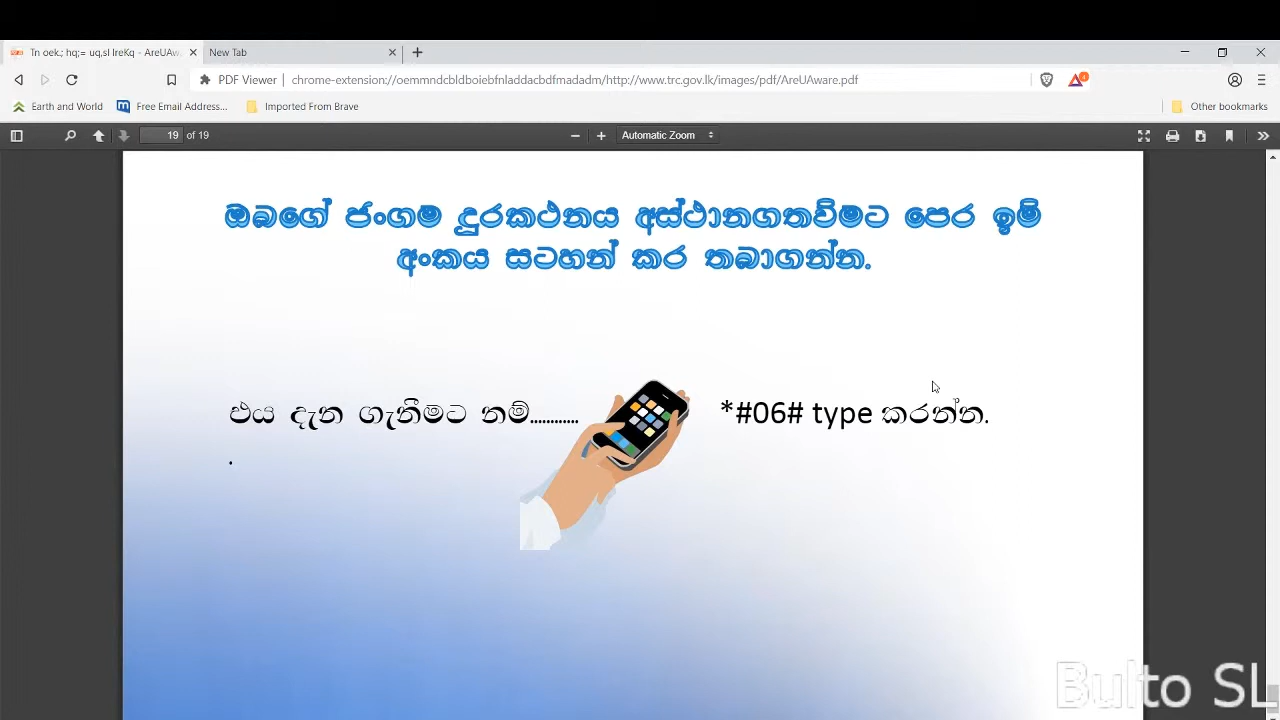 Tn oek.; hq;= uq,sl lreKq - AreUAw...
New Tab
PDF Viewer
chrome-extension://oemmndcbldboiebfnladdacbdfmadadm/http://www.trc.gov.lk/images/pdf/AreUAware.pdf
4
Earth and World
Free Email Address...
Imported From Brave
Other bookmarks
19 of 19
Automatic Zoom
ඔබගේ ජංගම දුරකථනය අස්ථානගතවීමට පෙර ඉමී
අංකය සටහන් කර තබාගන්න.
එය දැන ගැනීමට නම්............ *#06# type කරන්න.
.
Bulto SL